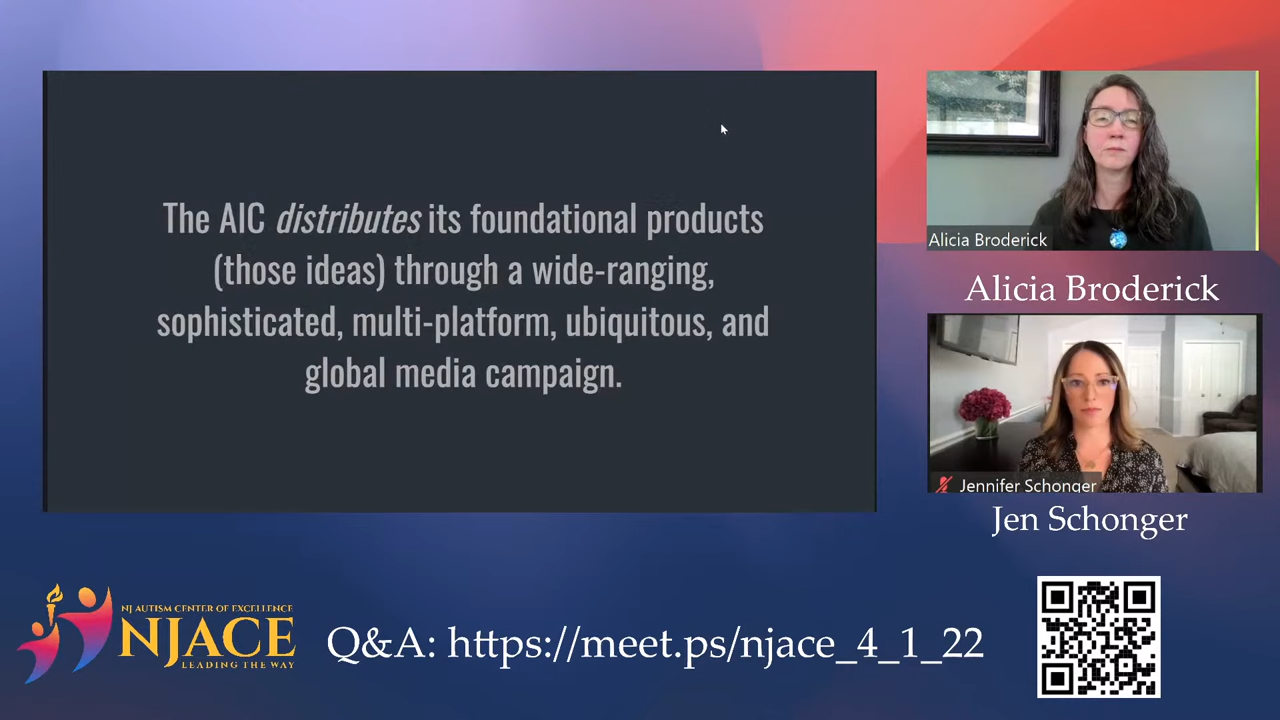 The AIC distributes its foundational products
(those ideas) through a wide-ranging,
sophisticated, multi-platform, ubiquitous, and
global media campaign.
Alicia Broderick
Alicia Broderick
Jennifer Schonger
Jen Schonger
NJ AUTISM CENTER OF EXCELLENCE
NJACE
LEADING THE WAY
Q&A: https://meet.ps/njace_4_1_22